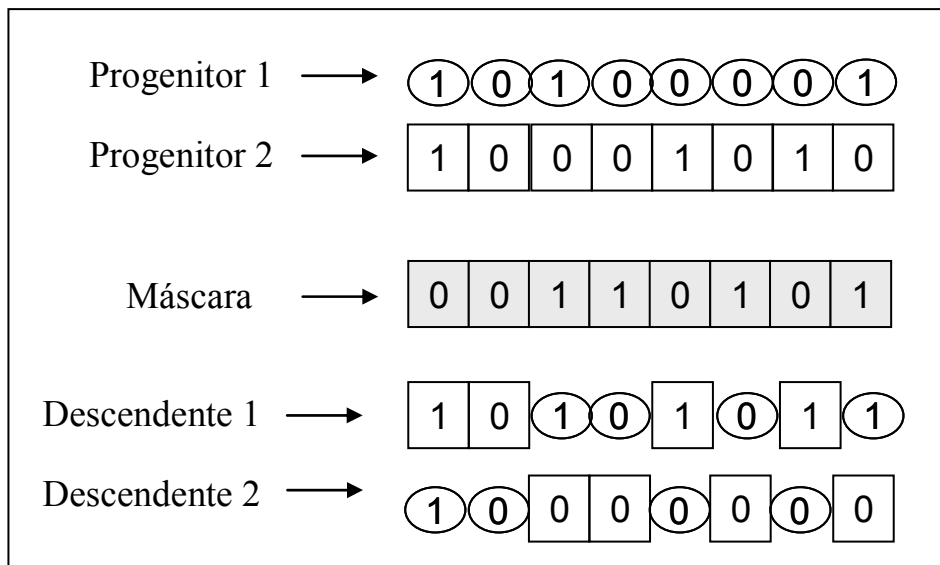 Progenitor 1 1 0 1 0 0 0 0 1
Progenitor 2 1 0 0 0 1 0 1 0
Máscara 0 0 1 1 0 1 0 1
Descendente 1 1 0 1 0 1 0 1 1
Descendente 2 1 0 0 0 0 0 0 0